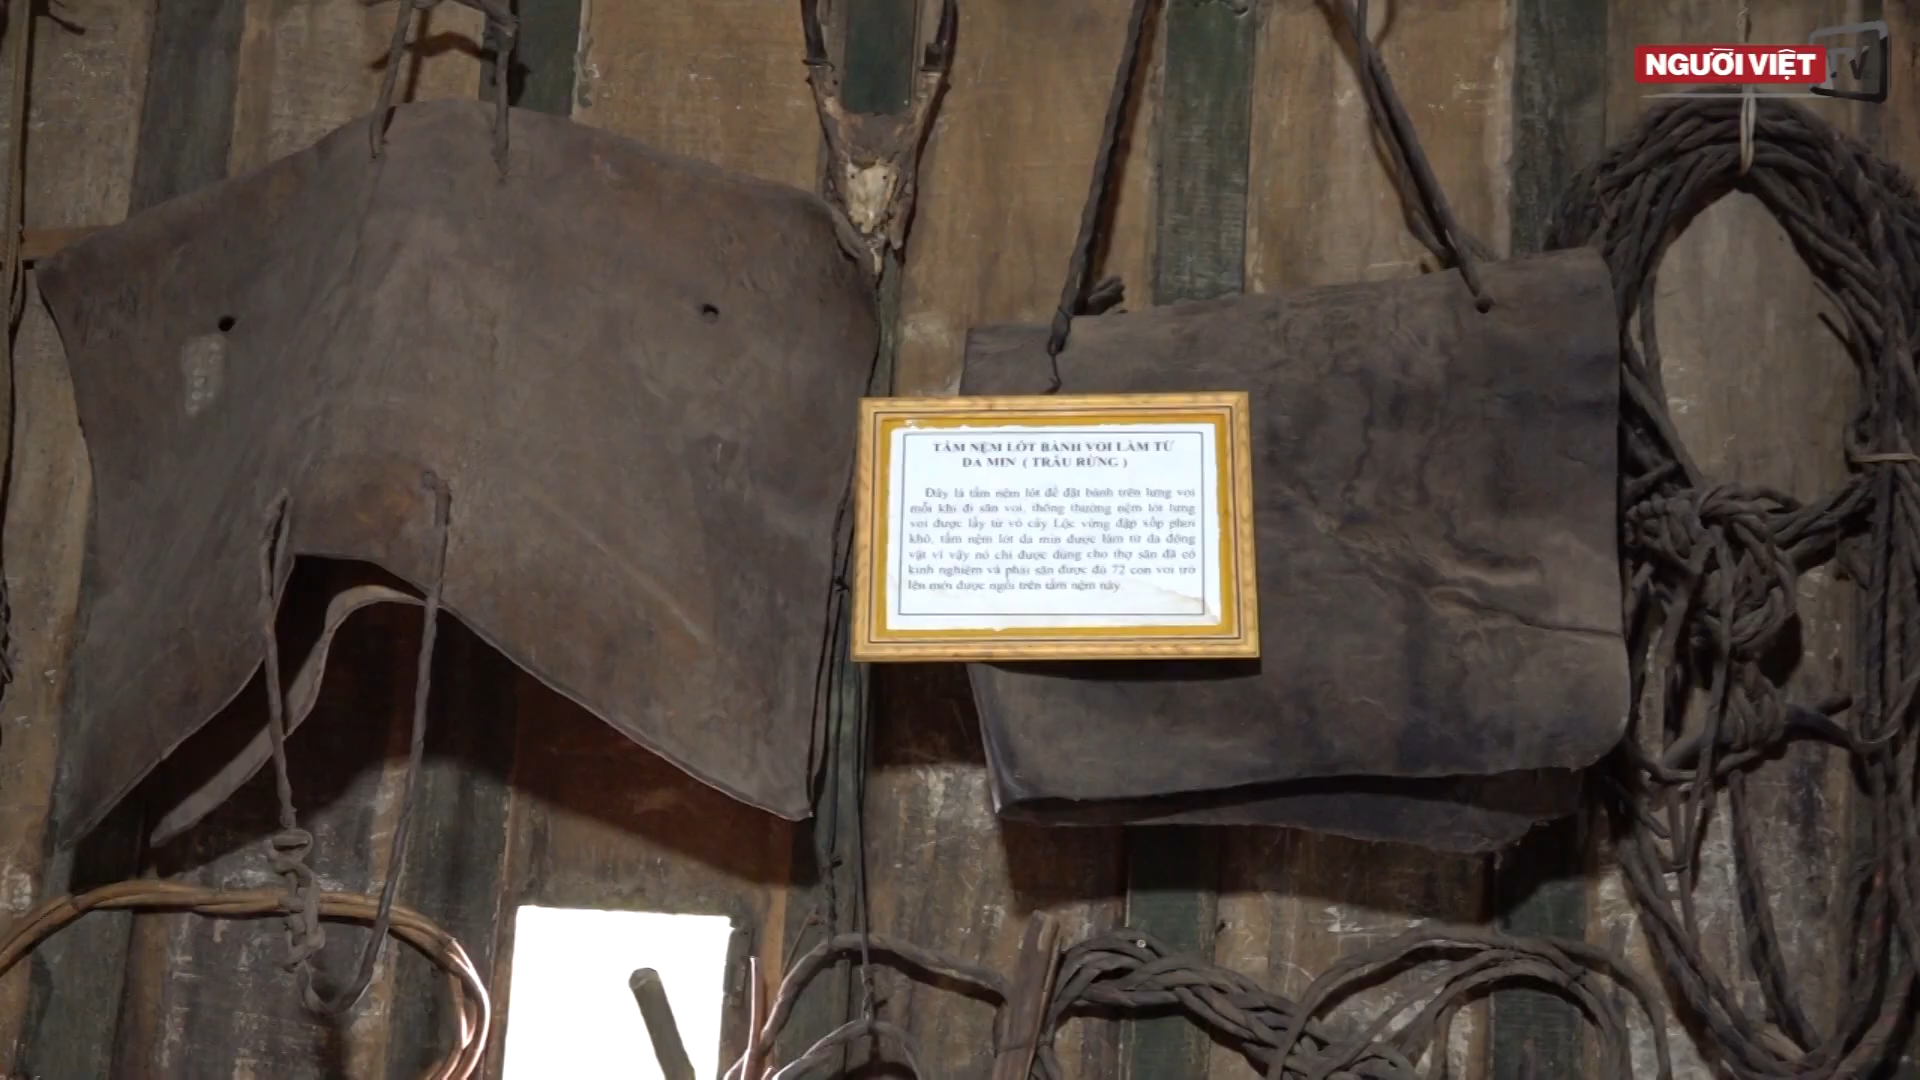 NGƯỜI VIỆT TV
TẤM NỆM LÓT BÀNH VOI LÀM TỪ
DA MIN ( TRÂU RỪNG )
Đây là tấm nệm lót để đặt bành trên lưng voi
mỗi khi đi săn voi, thông thường nệm lót lưng
voi được lấy từ vỏ cây Lộc vừng đập xốp phơi
khô, tấm nệm lót da min được làm từ da động
vật vì vậy nó chỉ được dùng cho thợ săn đã có
kinh nghiệm và phải săn được đủ 72 con voi trở
lên mới được ngồi trên tấm nệm này.